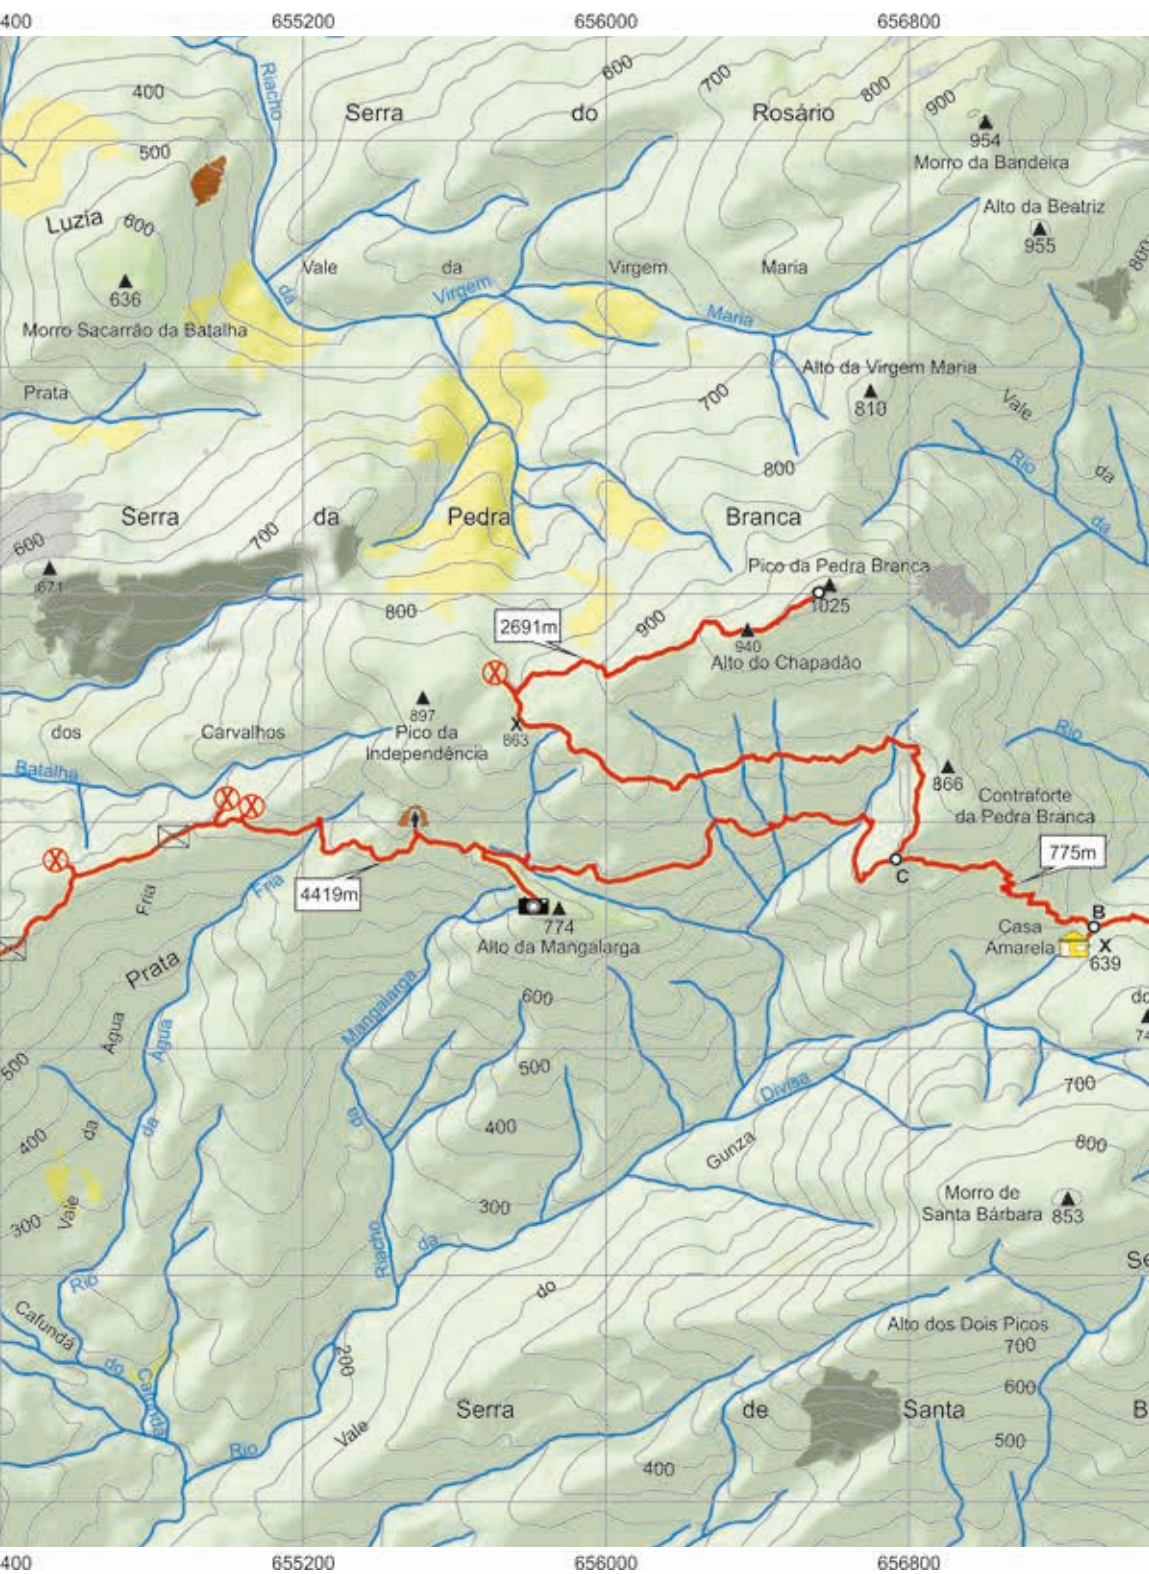 400 655200 656000 656800
Riacho
600
700
800
900
Serra do Rosário
400
954
Morro da Bandeira
500
Luzia
600
Alto da Beatriz
955
800
Vale da Virgem Maria
da
Virgem
Maria
636
Morro Sacarrão da Batalha
Alto da Virgem Maria
810
Prata
700
Vale
da
Rio
da
800
Serra da Pedra Branca
700
600
671
Pico da Pedra Branca
1025
800
2691m
900
940
Alto do Chapadão
897
Pico da
Independência
863
dos Carvalhos
Batalha
Rio
866
Contraforte
da Pedra Branca
775m
C
4419m
Fria
Fria
774
Alto da Mangalarga
B
Casa
Amarela
639
Prata
Mangalarga
600
do
74
Água
Água
500
500
Divisa
700
da
400
da
da
400
Gunza
800
Vale
300
300
Morro de
Santa Bárbara
853
Riacho
da
Se
Rio
do
Cafundá
Alto dos Dois Picos
700
do
Cafundá
200
600
Serra de Santa B
Vale
Rio
500
400
400 655200 656000 656800